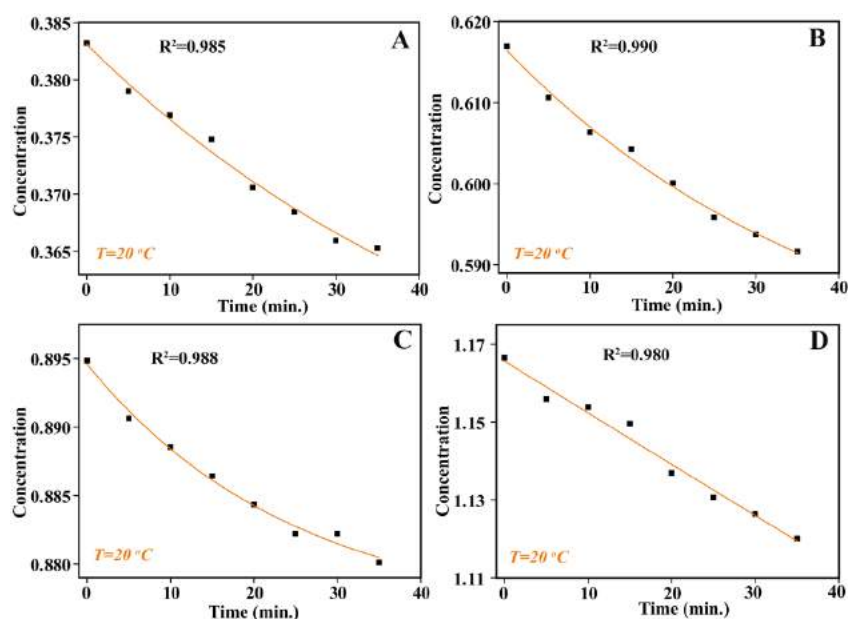 A
R²=0.985
Concentration
0.385
0.380
0.375
0.370
0.365
T=20 °C
0 10 20 30 40
Time (min.)
B
R²=0.990
Concentration
0.620
0.610
0.600
0.590
T=20 °C
0 10 20 30 40
Time (min.)
C
R²=0.988
Concentration
0.895
0.890
0.885
0.880
T=20 °C
0 10 20 30 40
Time (min.)
D
R²=0.980
Concentration
1.17
1.15
1.13
1.11
T=20 °C
0 10 20 30 40
Time (min.)